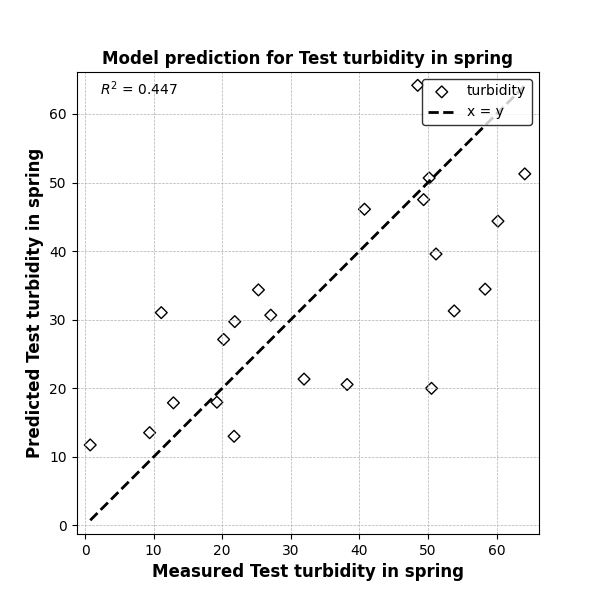 Model prediction for Test turbidity in spring
R² = 0.447
turbidity
x = y
60
50
40
30
20
10
0
Predicted Test turbidity in spring
0 10 20 30 40 50 60
Measured Test turbidity in spring